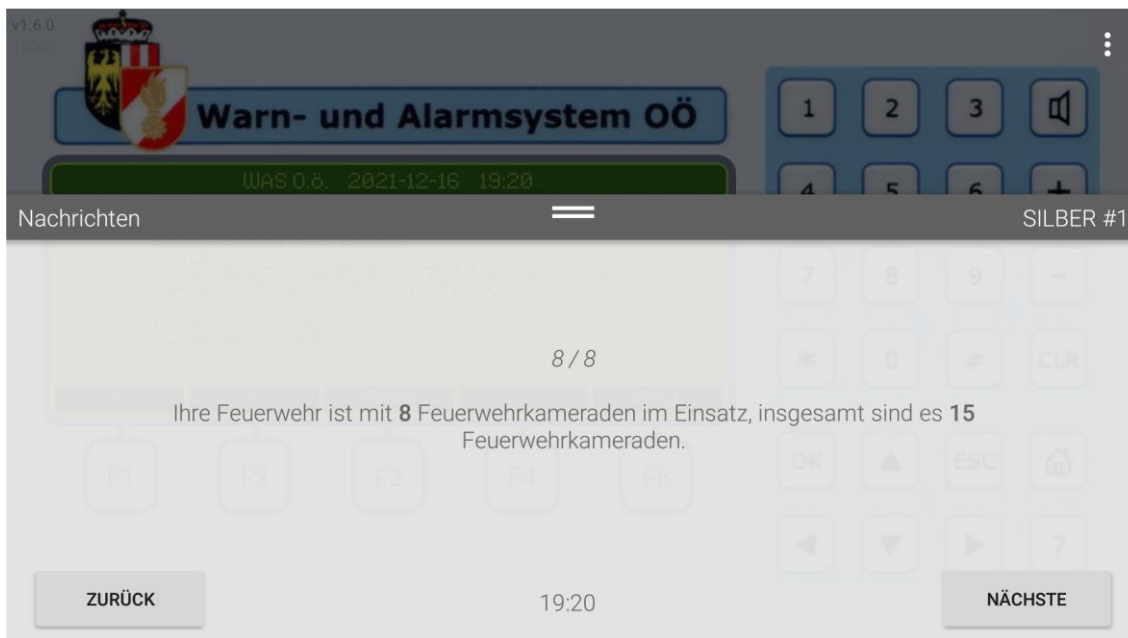 v1.6.0
Warn- und Alarmsystem OÖ
1 2 3
WAS O.ö. 2021-12-16 19:20
4 5 6 +
Nachrichten SILBER #1
7 8 9 -
8 / 8
* 0 # CLR
Ihre Feuerwehr ist mit 8 Feuerwehrkameraden im Einsatz, insgesamt sind es 15
Feuerwehrkameraden.
F1 F2 F3 F4 F5 OK ESC
?
ZURÜCK 19:20 NÄCHSTE